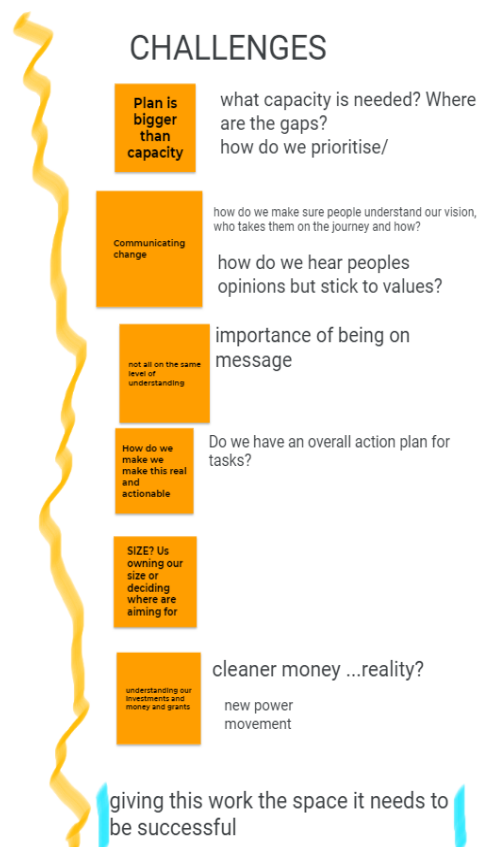 CHALLENGES
Plan is
bigger
than
capacity
what capacity is needed? Where
are the gaps?
how do we prioritise/
Communicating
change
how do we make sure people understand our vision,
who takes them on the journey and how?
how do we hear peoples
opinions but stick to values?
not all on the same
level of
understanding
importance of being on
message
How do we
make we
make this real
and
actionable
Do we have an overall action plan for
tasks?
SIZE? Us
owning our
size or
deciding
where are
aiming for
understanding our
investments and
money and grants
cleaner money ...reality?
new power
movement
giving this work the space it needs to
be successful